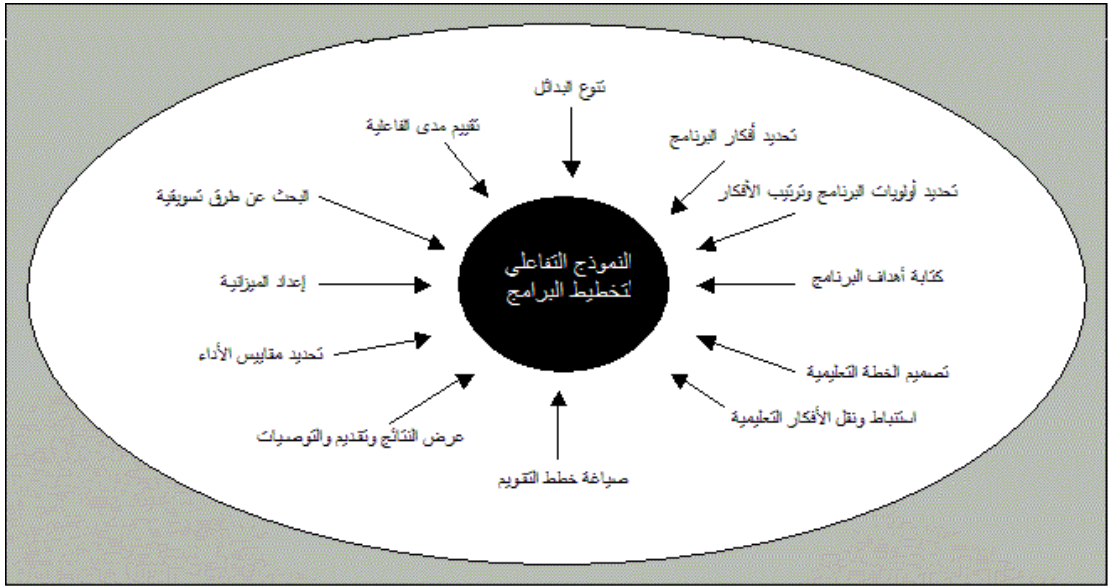 تنوع البدائل
تحديد أفكار البرنامج
تحديد أولويات البرنامج وترتيب الأفكار
كتابة أهداف البرنامج
تصميم الخطة التعليمية
استنباط ونقل الأفكار التعليمية
صياغة خطط التقويم
عرض النتائج وتقديم والتوصيات
تحديد مقاييس الأداء
إعداد الميزانية
البحث عن طرق تسويقية
تقييم مدى الفاعلية
النموذج التفاعلي
لتخطيط البرامج